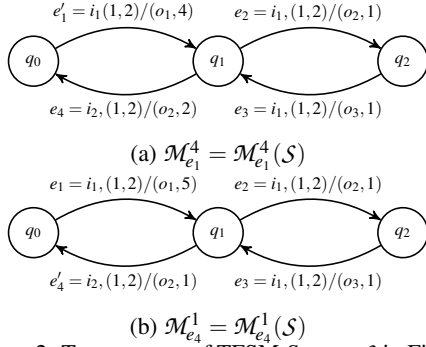 e′₁ = i₁(1,2)/(o₁,4) e₂ = i₁,(1,2)/(o₂,1)
q₀ q₁ q₂
e₄ = i₂,(1,2)/(o₂,2) e₃ = i₁,(1,2)/(o₃,1)
(a) ℳ⁴ₑ₁ = ℳ⁴ₑ₁(𝒮)
e₁ = i₁,(1,2)/(o₁,5) e₂ = i₁,(1,2)/(o₂,1)
q₀ q₁ q₂
e′₄ = i₂,(1,2)/(o₂,1) e₃ = i₁,(1,2)/(o₃,1)
(b) ℳ¹ₑ₄ = ℳ¹ₑ₄(𝒮)